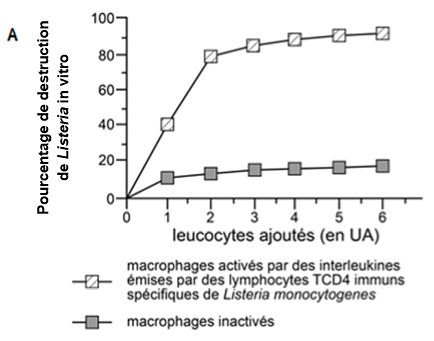 A
Pourcentage de destruction
de Listeria in vitro
100
80
60
40
20
0
0 1 2 3 4 5 6
leucocytes ajoutés (en UA)
macrophages activés par des interleukines
émises par des lymphocytes TCD4 immuns
spécifiques de Listeria monocytogenes
macrophages inactivés